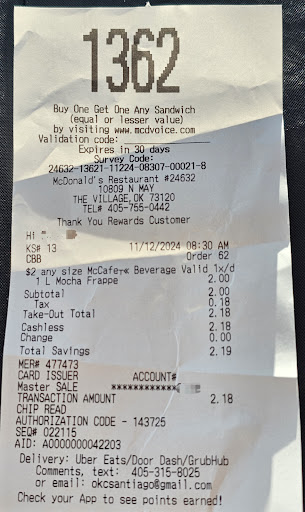 1362
Buy One Get One Any Sandwich
(equal or lesser value)
by visiting www.mcdvoice.com
Validation code:
Expires in 30 days
Survey Code:
24632-13621-11224-08307-00021-8
McDonald's Restaurant #24632
10809 N MAY
THE VILLAGE, OK 73120
TEL# 405-755-0442
Thank You Rewards Customer
Hi
KS# 13 11/12/2024 08:30 AM
CBB Order 62
$2 any size McCafe Beverage Valid 1x/d
1 L Mocha Frappe 2.00
Subtotal 2.00
Tax 0.18
Take-Out Total 2.18
Cashless 2.18
Change 0.00
Total Savings 2.19
MER# 477473
CARD ISSUER ACCOUNT#
Master SALE ************
TRANSACTION AMOUNT 2.18
CHIP READ
AUTHORIZATION CODE - 143725
SEQ# 022115
AID: A0000000042203
Delivery: Uber Eats/Door Dash/GrubHub
Comments, text: 405-315-8025
or email: okcsantiago@gmail.com
Check your App to see points earned!